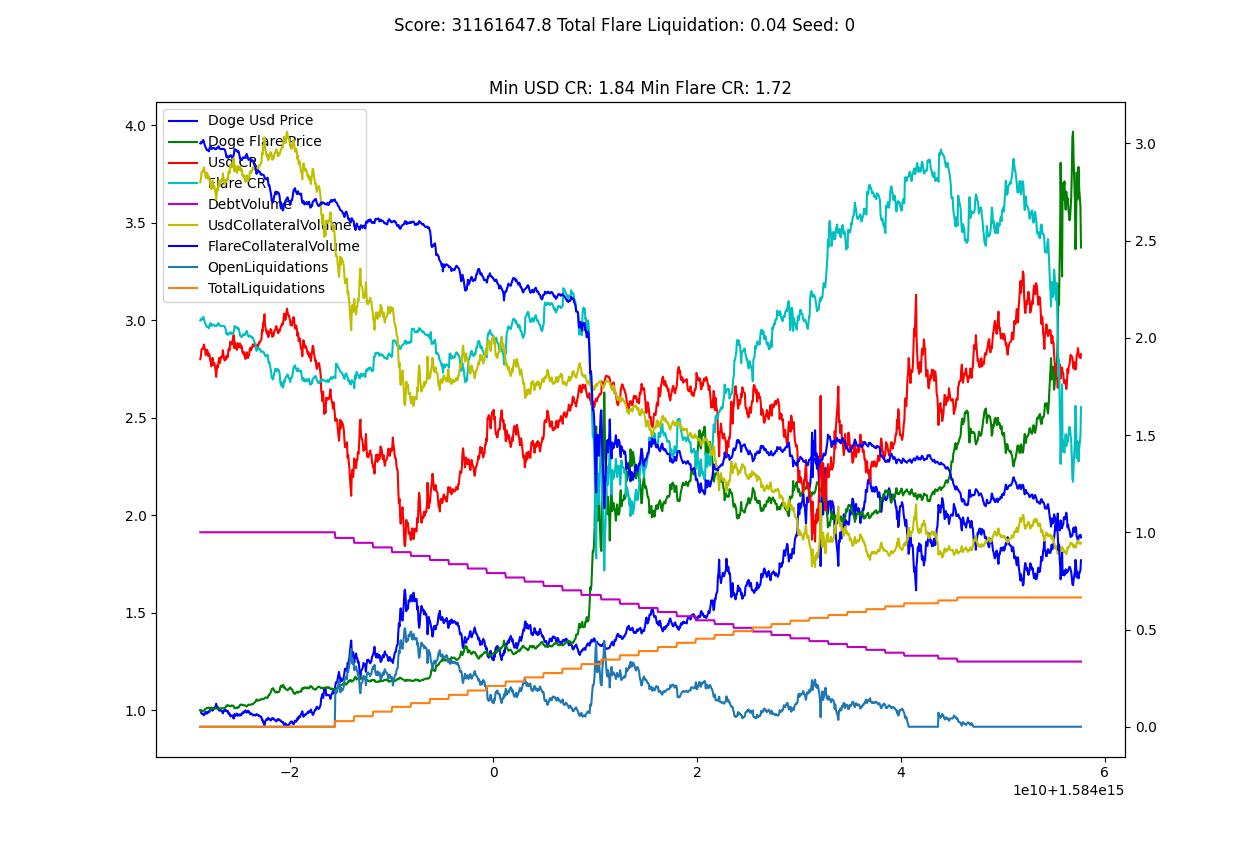 Score: 31161647.8 Total Flare Liquidation: 0.04 Seed: 0
Min USD CR: 1.84 Min Flare CR: 1.72
Doge Usd Price
Doge Flare Price
Usd CR
Flare CR
DebtVolume
UsdCollateralVolume
FlareCollateralVolume
OpenLiquidations
TotalLiquidations
4.0
3.5
3.0
2.5
2.0
1.5
1.0
3.0
2.5
2.0
1.5
1.0
0.5
0.0
−2
0
2
4
6
1e10+1.584e15